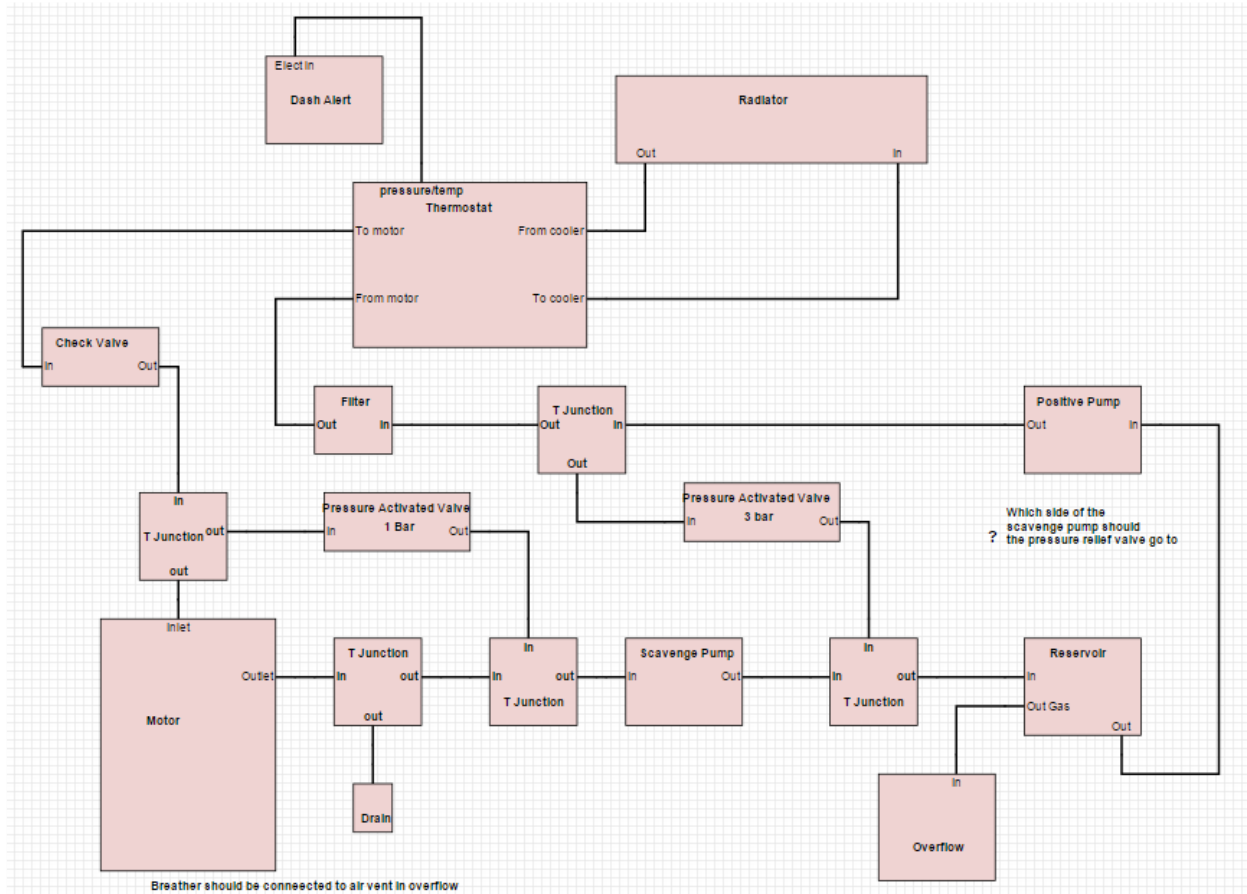 Elect In
Dash Alert
Radiator
Out
In
pressure/temp
Thermostat
To motor
From cooler
From motor
To cooler
Check Valve
In
Out
Filter
Out
In
T Junction
Out
In
Out
Positive Pump
Out
In
In
out
T Junction
out
Pressure Activated Valve
1 Bar
In
Out
Pressure Activated Valve
3 bar
In
Out
?
Which side of the
scavenge pump should
the pressure relief valve go to
Inlet
Outlet
Motor
T Junction
In
out
out
Drain
In
In
out
T Junction
Scavenge Pump
In
Out
In
In
out
T Junction
Reservoir
In
Out Gas
Out
In
Overflow
Breather should be conneected to air vent in overflow